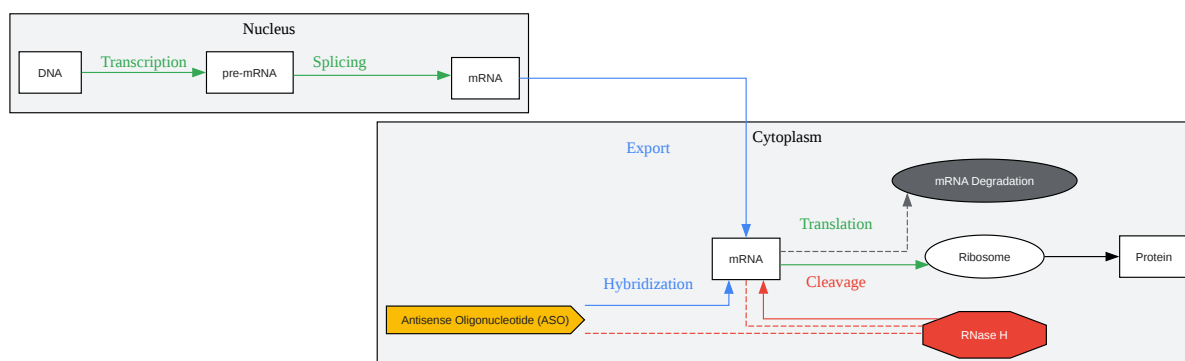 Nucleus
DNA
Transcription
pre-mRNA
Splicing
mRNA
Cytoplasm
Export
mRNA Degradation
Translation
mRNA
Ribosome
Protein
Hybridization
Cleavage
Antisense Oligonucleotide (ASO)
RNase H